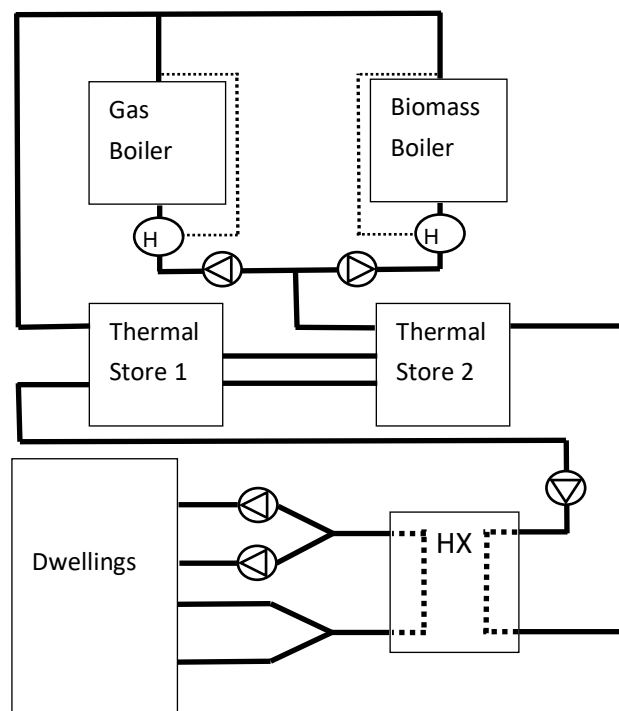 Gas
Boiler
Biomass
Boiler
H
H
Thermal
Store 1
Thermal
Store 2
HX
Dwellings